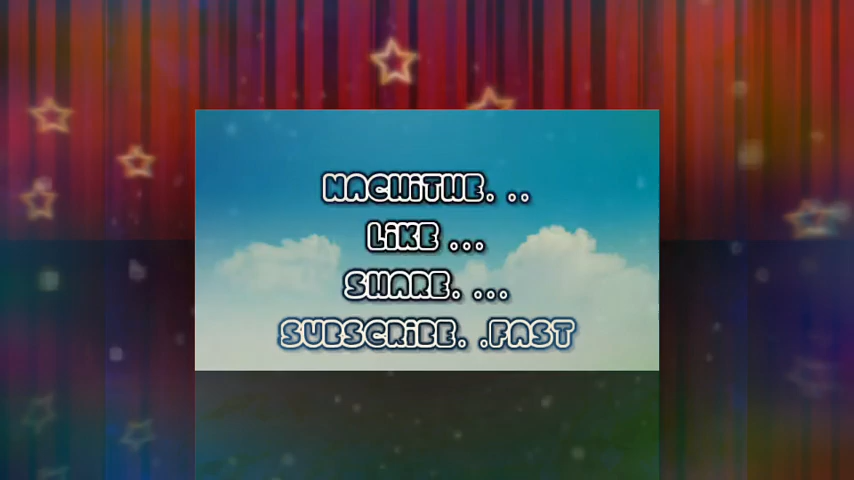 NACHiTHE. ..
LiKE ...
SHARE. ...
SUBSCRiBE. .FAST